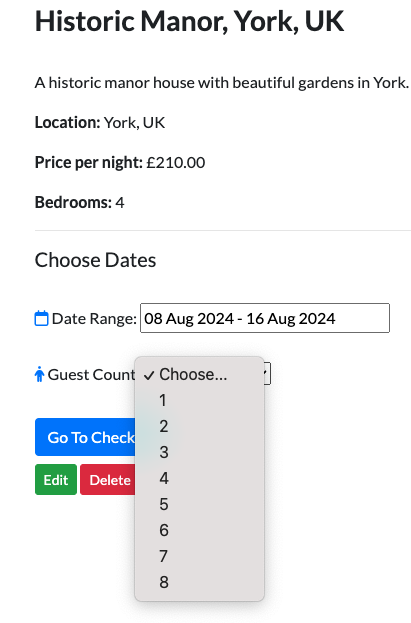 Historic Manor, York, UK
A historic manor house with beautiful gardens in York.
Location: York, UK
Price per night: £210.00
Bedrooms: 4
Choose Dates
Date Range: 08 Aug 2024 - 16 Aug 2024
Guest Count
✓ Choose...
1
2
3
4
5
6
7
8
Go To Check
Edit Delete